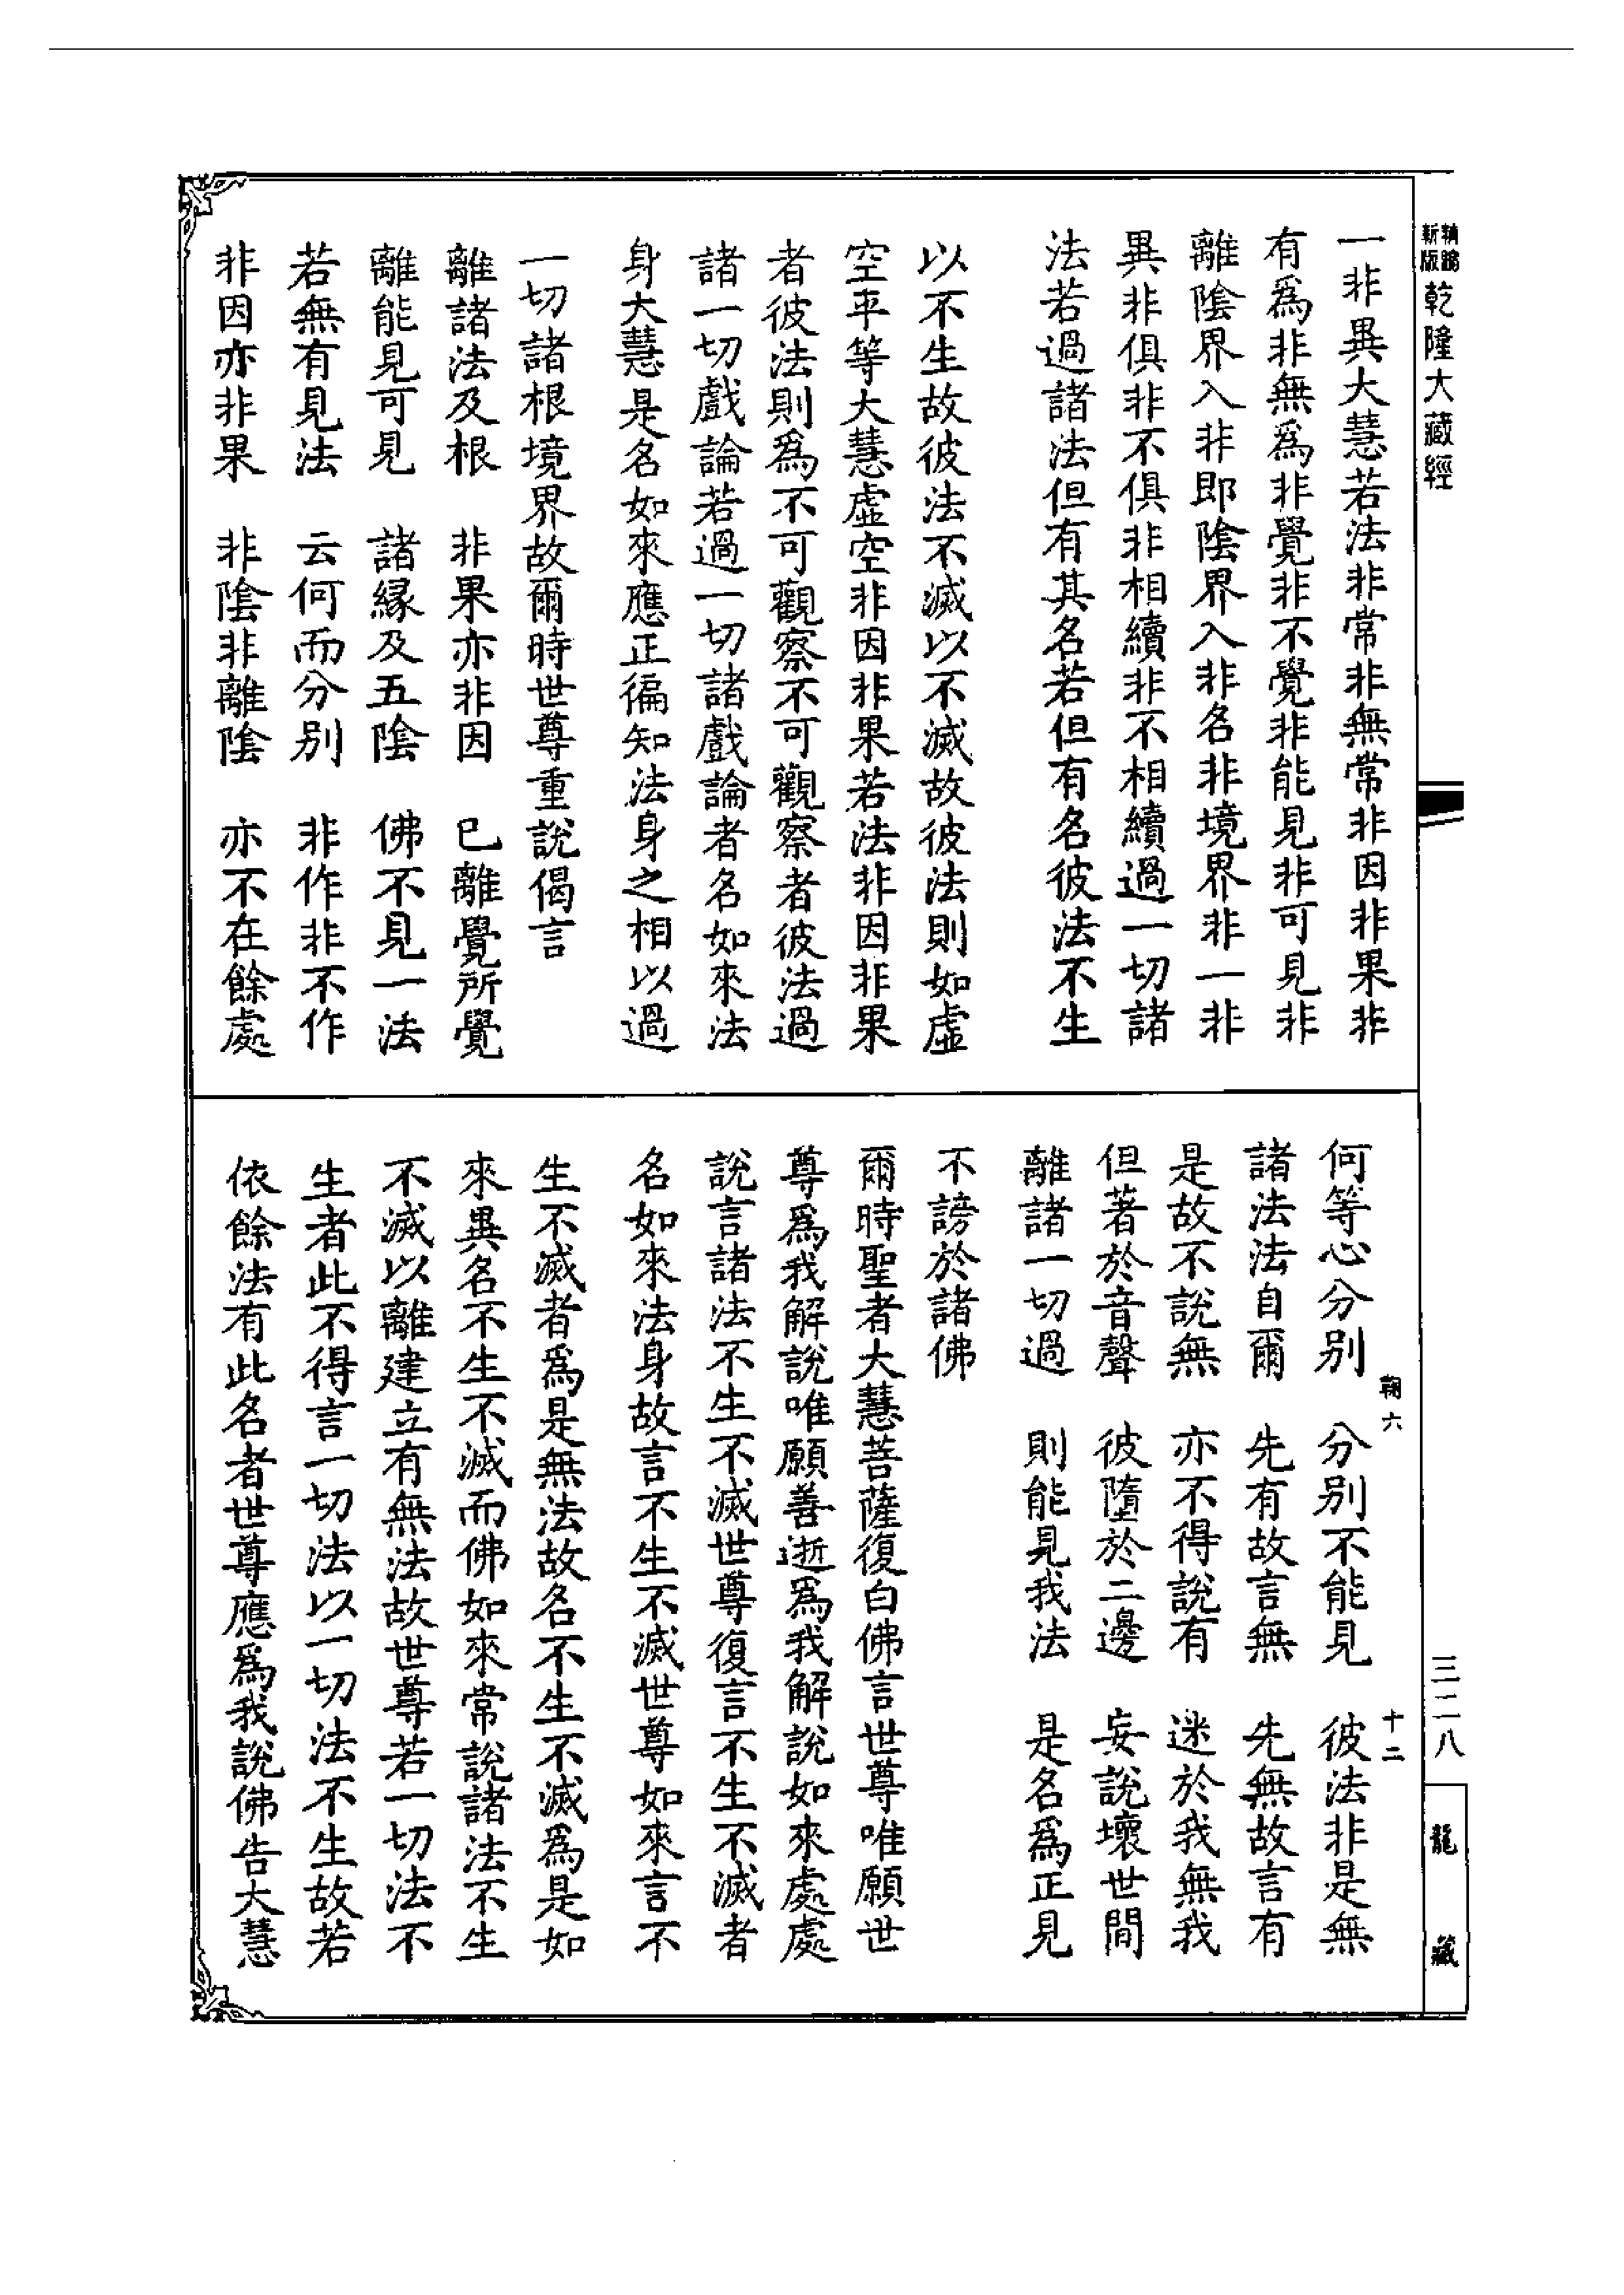 新版
精鐫
乾隆大藏經
一非異大慧若法非常非無常非因非果非
有爲非無爲非覺非不覺非能見非可見非
離陰界入非即陰界入非名非境界非一非
異非俱非不俱非相續非不相續過一切諸
法若過諸法但有其名若但有名彼法不生
以不生故彼法不滅以不滅故彼法則如虛
空平等大慧虛空非因非果若法非因非果
者彼法則爲不可觀察不可觀察者彼法過
諸一切戲論若過一切諸戲論者名如來法
身大慧是名如來應正徧知法身之相以過
一切諸根境界故爾時世尊重說偈言
離諸法及根　非果亦非因　已離覺所覺
離能見可見　諸緣及五陰　佛不見一法
若無有見法　云何而分别　非作非不作
非因亦非果　非陰非離陰　亦不在餘處
何等心分别　分别不能見　彼法非是無
諸法法自爾　先有故言無　先無故言有
是故不說無　亦不得說有　迷於我無我
但著於音聲　彼墮於二邊　妄說壞世間
離諸一切過　則能見我法　是名爲正見
不謗於諸佛
爾時聖者大慧菩薩復白佛言世尊唯願世
尊爲我解說唯願善逝爲我解說如來處處
說言諸法不生不滅世尊復言不生不滅者
名如來法身故言不生不滅世尊如來言不
生不滅者爲是無法故名不生不滅爲是如
來異名不生不滅而佛如來常說諸法不生
不滅以離建立有無法故世尊若一切法不
生者此不得言一切法以一切法不生故若
依餘法有此名者世尊應爲我說佛告大慧
六
十二
三二八
龍藏